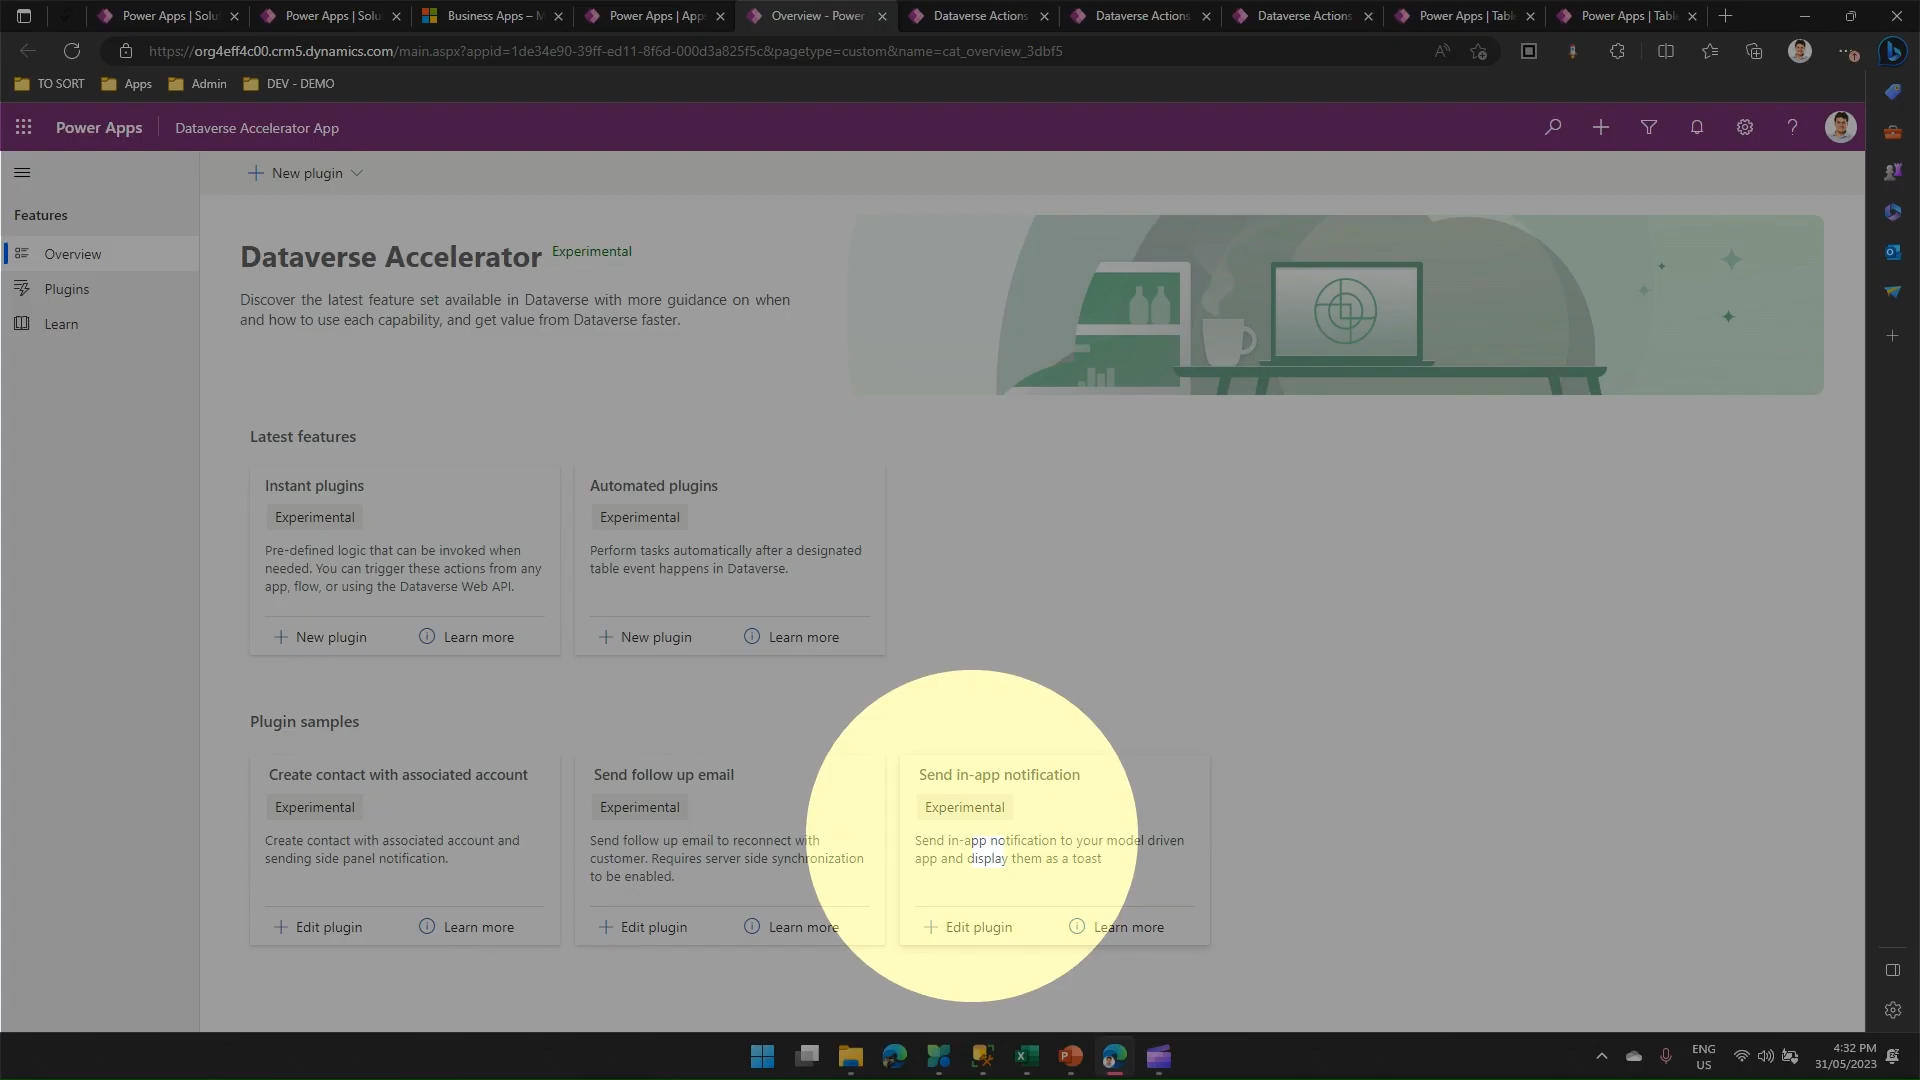 Power Apps | Solu
Power Apps | Solu
Business Apps – M
Power Apps | Apps
Overview - Power
Dataverse Actions
Dataverse Actions
Dataverse Actions
Power Apps | Tabl
Power Apps | Tabl
https://org4eff4c00.crm5.dynamics.com/main.aspx?appid=1de34e90-39ff-ed11-8f6d-000d3a825f5c&pagetype=custom&name=cat_overview_3dbf5
TO SORT
Apps
Admin
DEV - DEMO
Power Apps
Dataverse Accelerator App
New plugin
Features
Overview
Plugins
Learn
Dataverse Accelerator Experimental
Discover the latest feature set available in Dataverse with more guidance on when
and how to use each capability, and get value from Dataverse faster.
Latest features
Instant plugins
Experimental
Pre-defined logic that can be invoked when
needed. You can trigger these actions from any
app, flow, or using the Dataverse Web API.
New plugin
Learn more
Automated plugins
Experimental
Perform tasks automatically after a designated
table event happens in Dataverse.
New plugin
Learn more
Plugin samples
Create contact with associated account
Experimental
Create contact with associated account and
sending side panel notification.
Edit plugin
Learn more
Send follow up email
Experimental
Send follow up email to reconnect with
customer. Requires server side synchronization
to be enabled.
Edit plugin
Learn more
Send in-app notification
Experimental
Send in-app notification to your model driven
app and display them as a toast
Edit plugin
Learn more
ENG
US
4:32 PM
31/05/2023